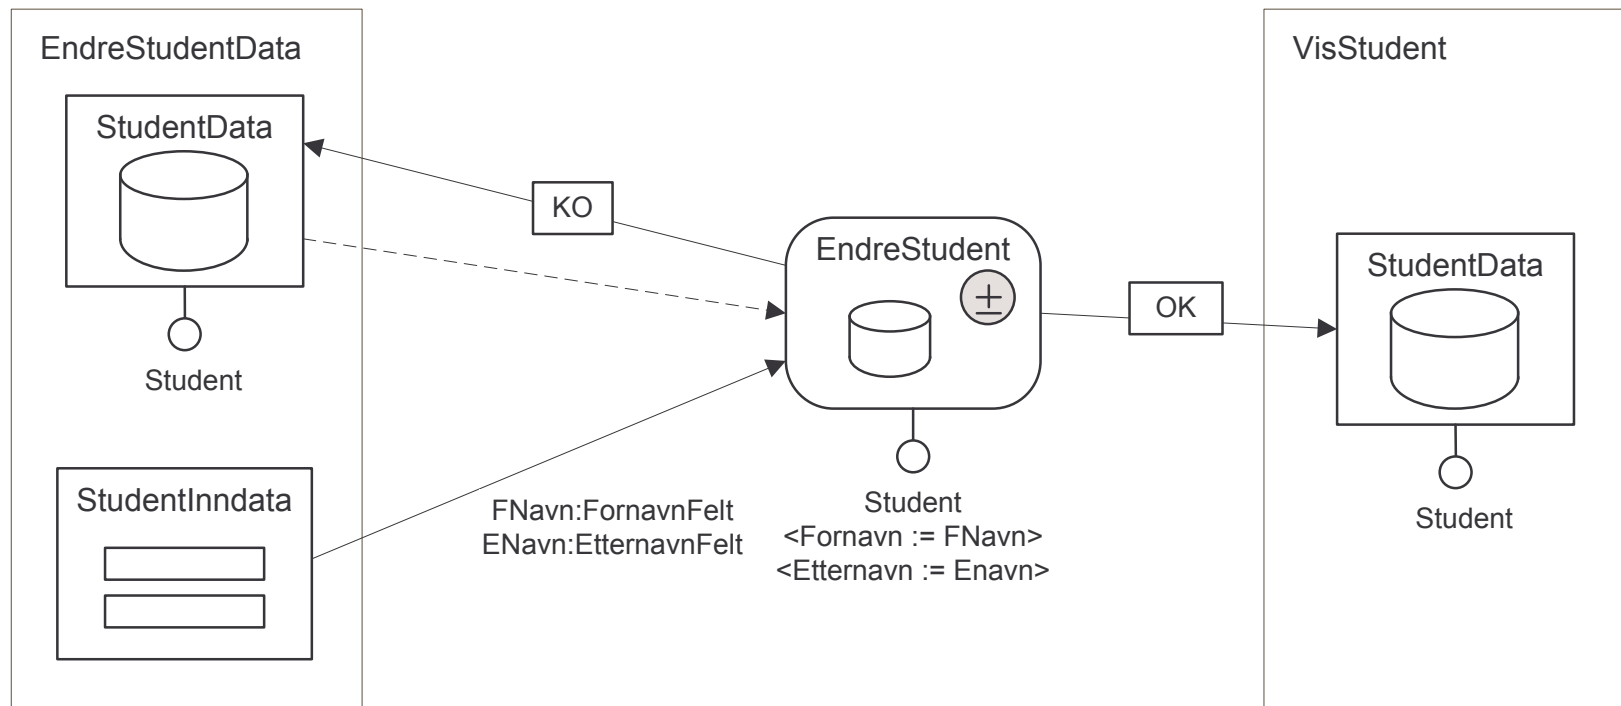 EndreStudentData
StudentData
Student
StudentInndata
KO
FNavn:FornavnFelt
ENavn:EtternavnFelt
EndreStudent
±
Student
<Fornavn := FNavn>
<Etternavn := Enavn>
OK
VisStudent
StudentData
Student